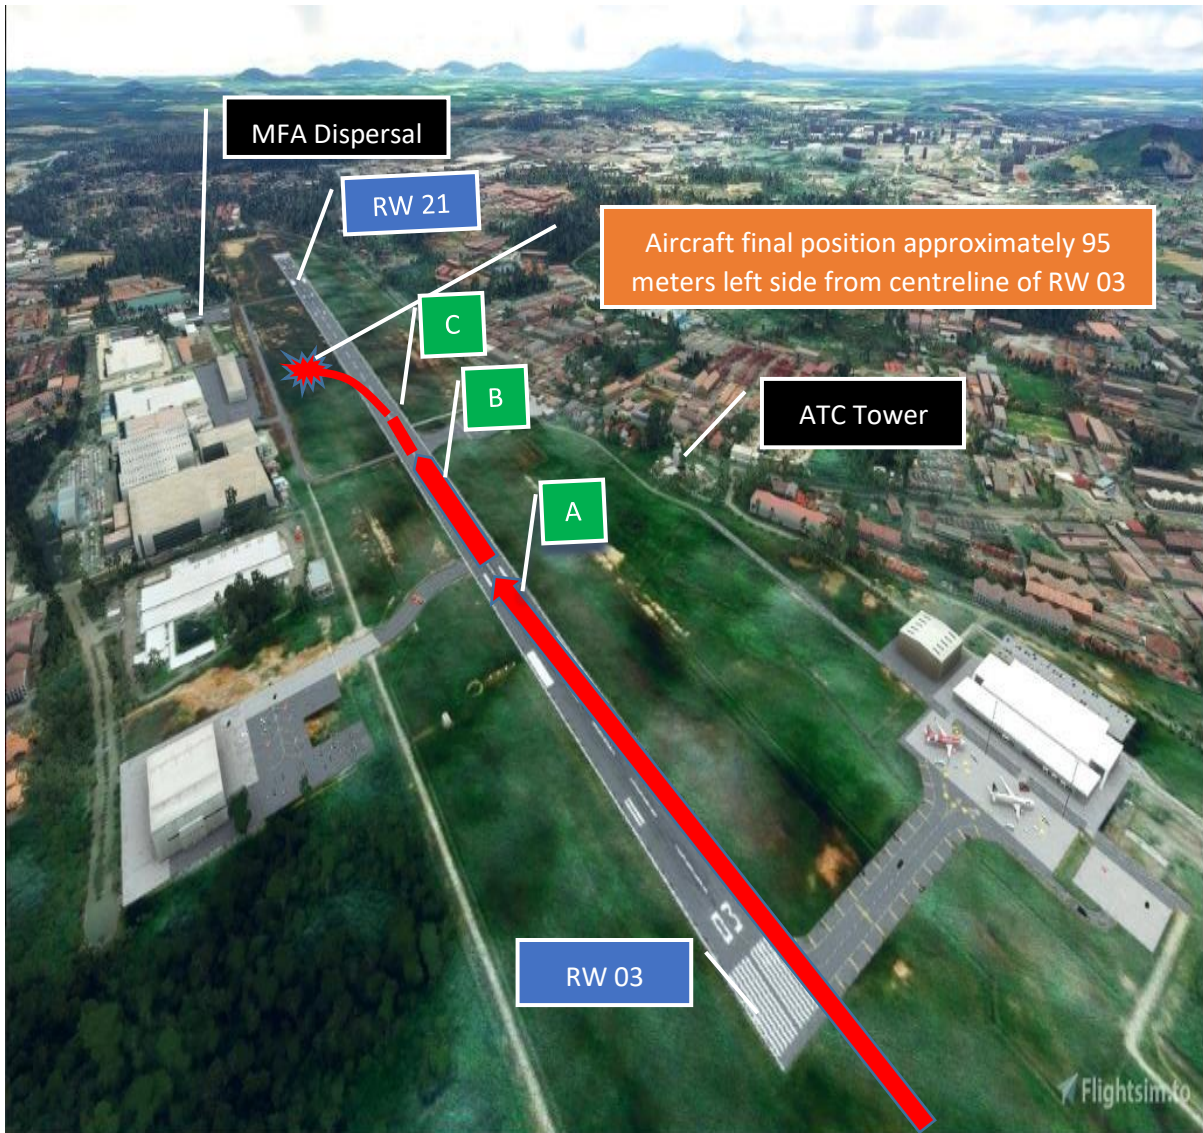 MFA Dispersal
RW 21
Aircraft final position approximately 95
meters left side from centreline of RW 03
C
B
ATC Tower
A
03
RW 03
Flightsim.to